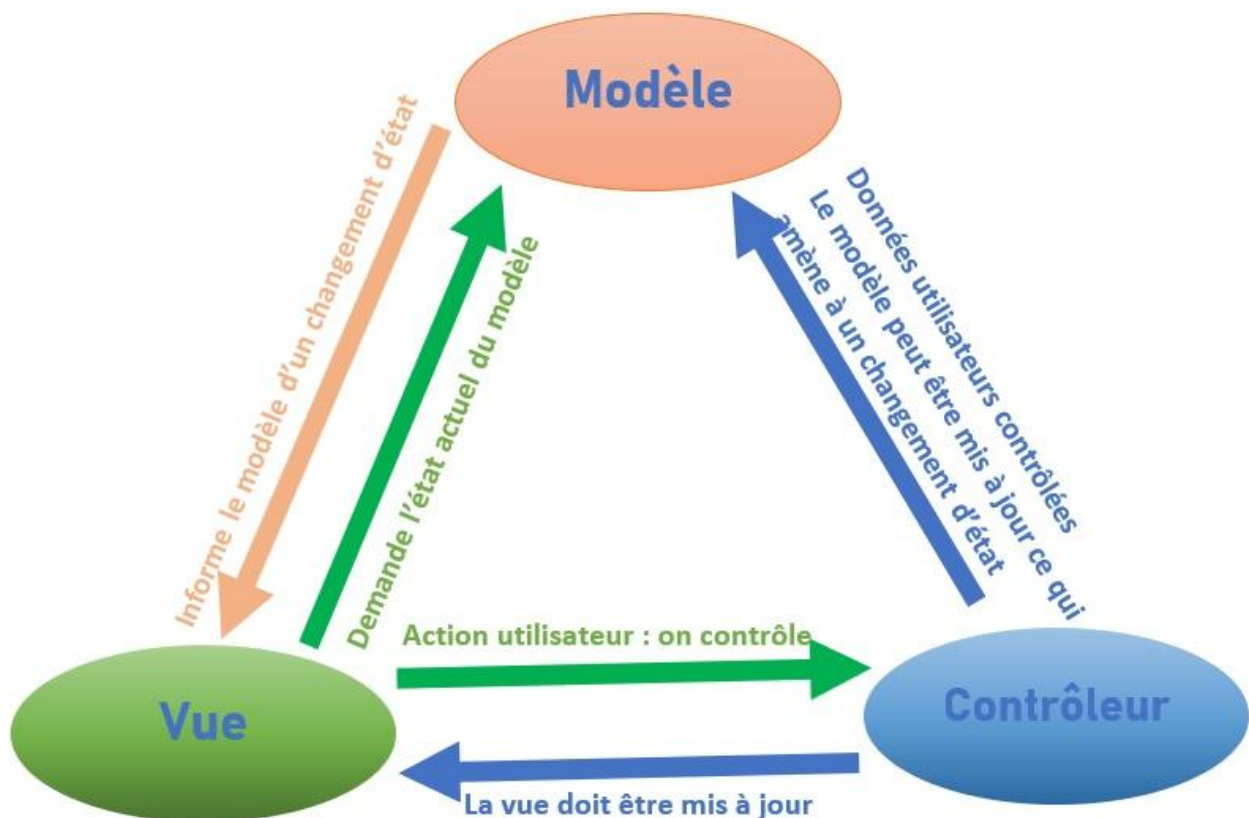 Modèle
Informe le modèle d'un changement d'état
Demande l'état actuel du modèle
Données utilisateurs contrôlées
Le modèle peut être mis à jour ce qui
amène à un changement d'état
Action utilisateur : on contrôle
Vue
Contrôleur
La vue doit être mis à jour